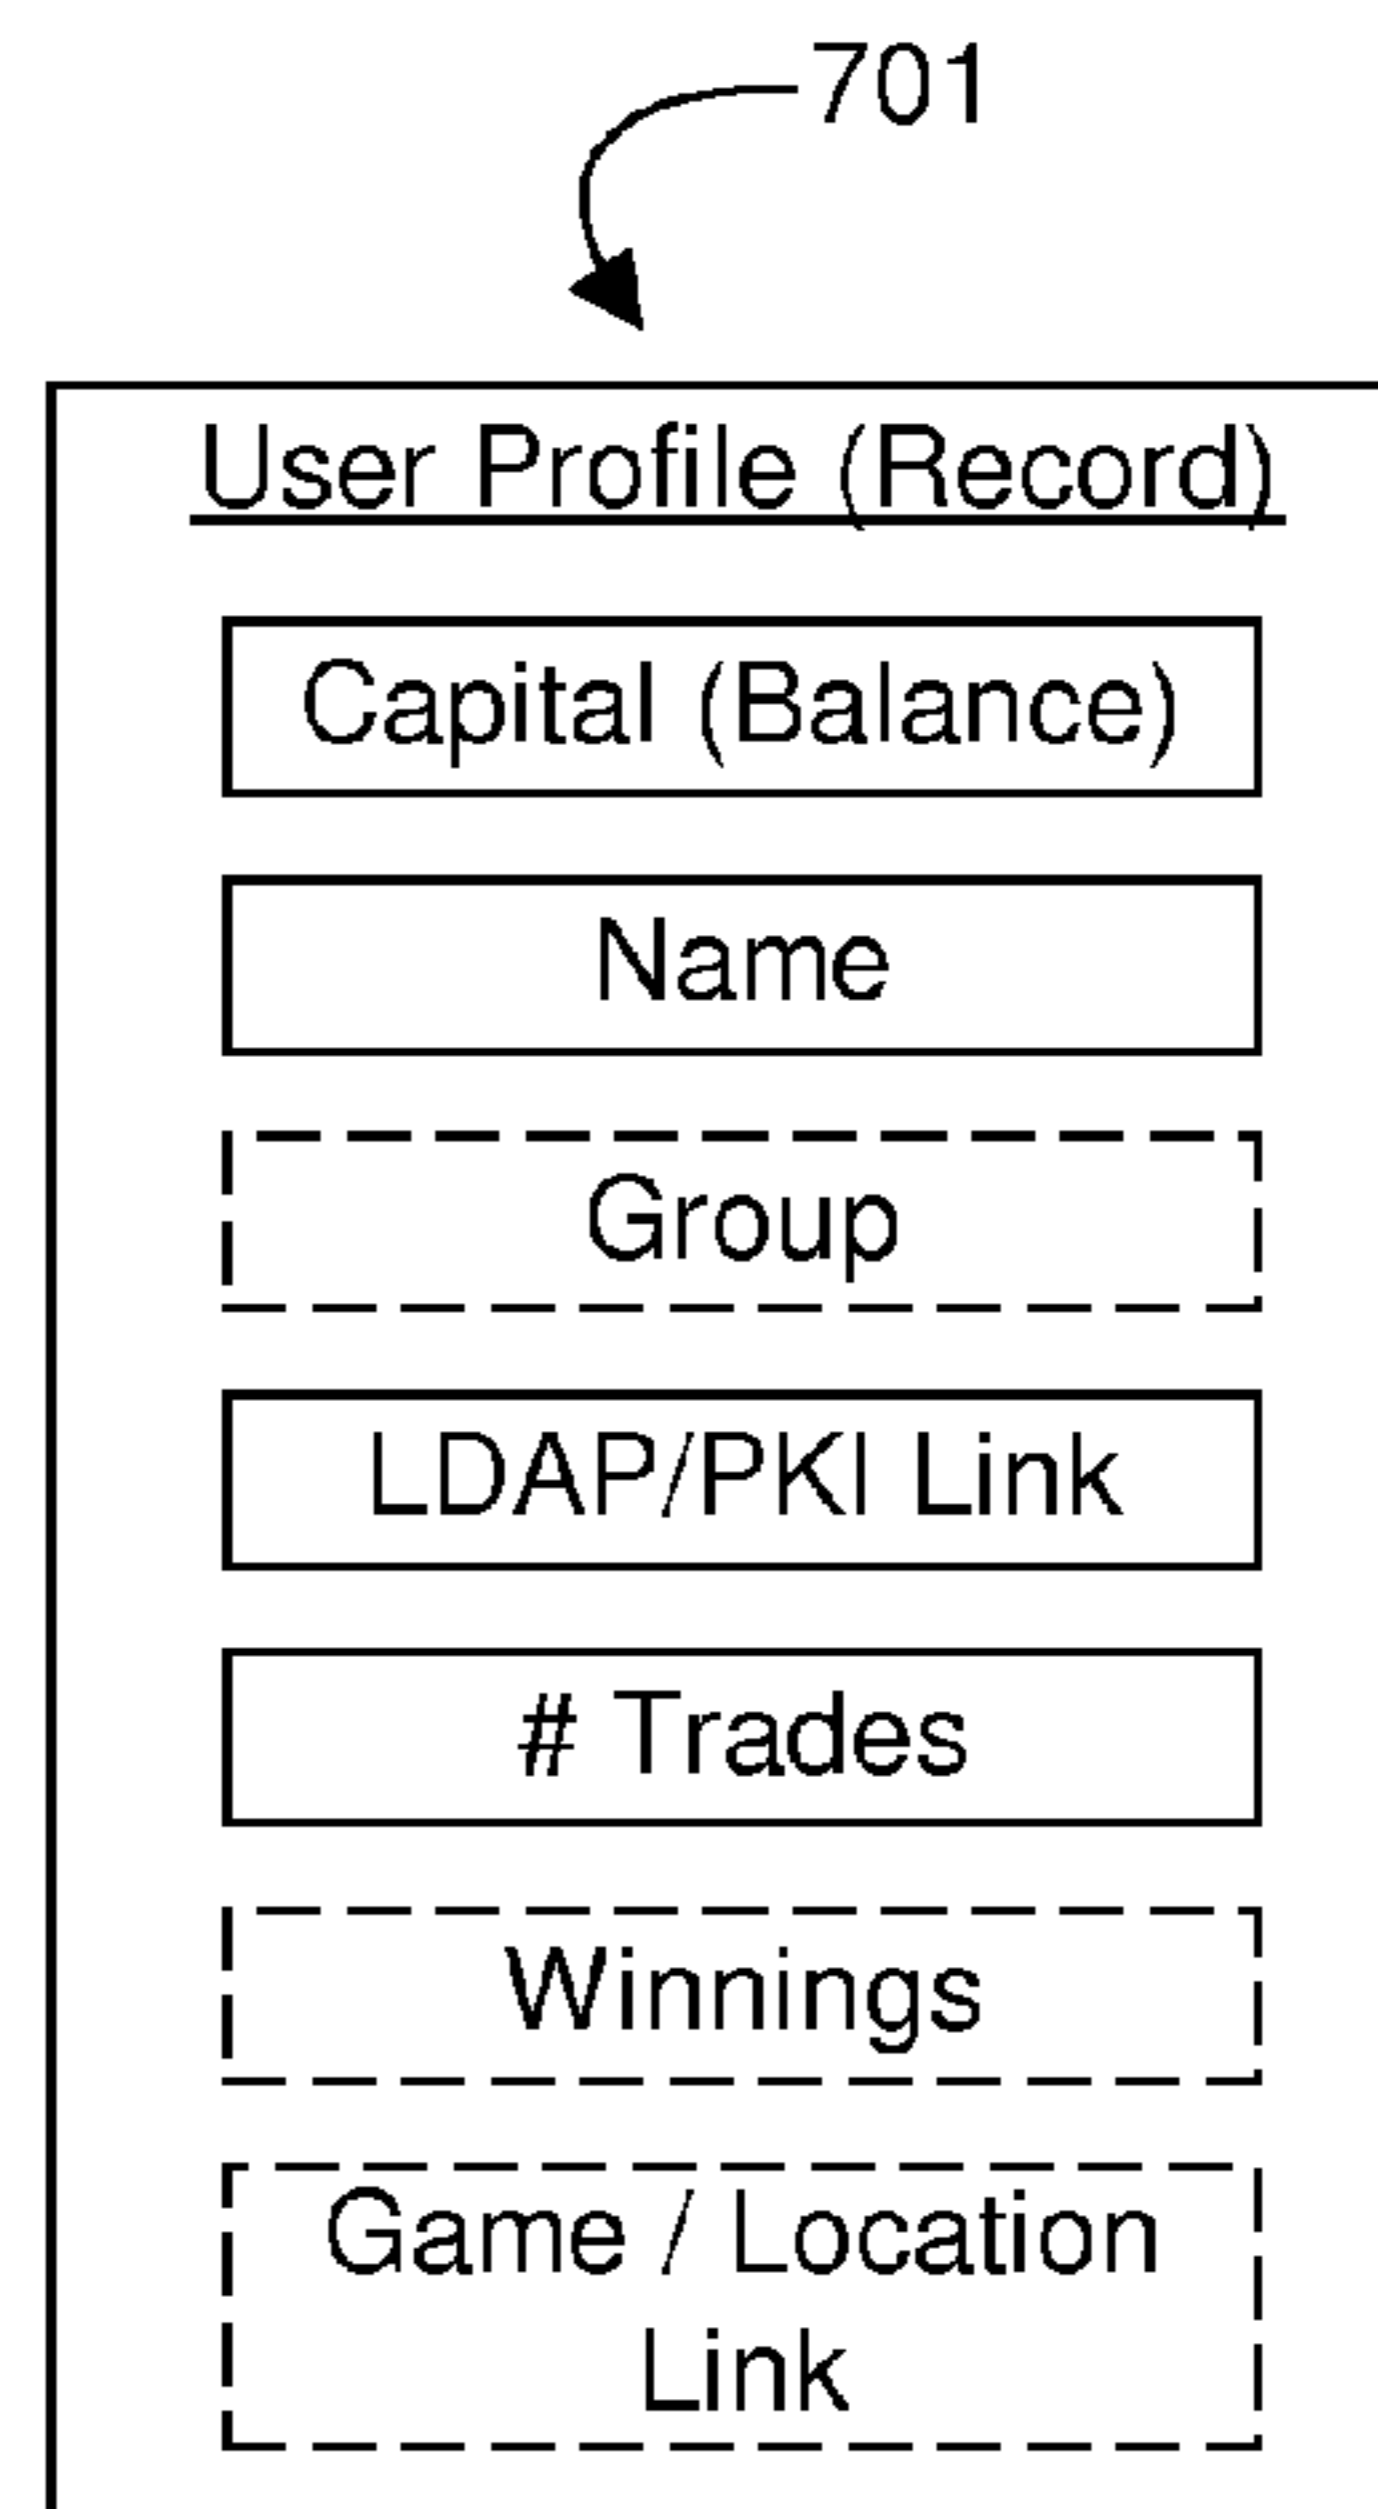 701
User Profile (Record)
Capital (Balance)
Name
Group
LDAP/PKI Link
# Trades
Winnings
Game / Location
Link